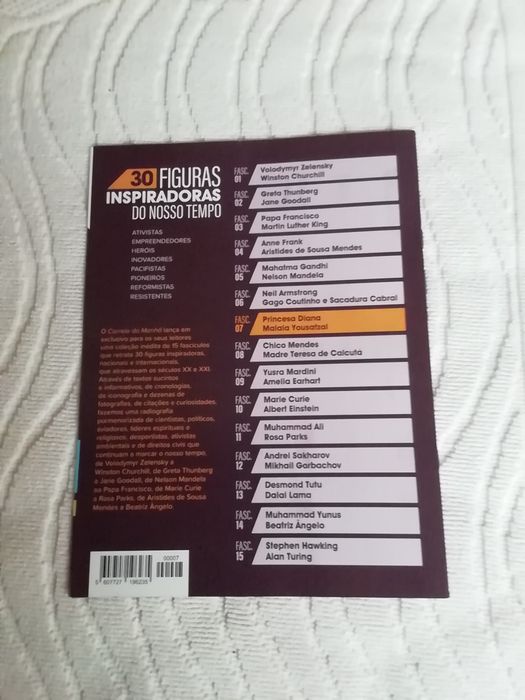 30 FIGURAS
INSPIRADORAS
DO NOSSO TEMPO
ATIVISTAS
EMPREENDEDORES
HERÓIS
INOVADORES
PACIFISTAS
PIONEIROS
REFORMISTAS
RESISTENTES
O Correio da Manhã lança em
exclusivo para os seus leitores
uma coleção inédita de 15 fascículos
que retrata 30 figuras inspiradoras,
nacionais e internacionais,
que atravessam os séculos XX e XXI.
Através de textos sucintos
e informativos, de cronologias,
de iconografia e dezenas de
fotografias, de citações e curiosidades,
fazemos uma radiografia
pormenorizada de cientistas, políticos,
aviadores, líderes espirituais e
religiosos, desportistas, ativistas
ambientais e de direitos civis que
continuam a marcar o nosso tempo,
de Volodymyr Zelensky a
Winston Churchill, de Greta Thunberg
a Jane Goodall, de Nelson Mandela
ao Papa Francisco, de Marie Curie
a Rosa Parks, de Aristides de Sousa
Mendes a Beatriz Ângelo.
00007
5 607727 196235
FASC. 01 Volodymyr Zelensky
Winston Churchill
FASC. 02 Greta Thunberg
Jane Goodall
FASC. 03 Papa Francisco
Martin Luther King
FASC. 04 Anne Frank
Aristides de Sousa Mendes
FASC. 05 Mahatma Gandhi
Nelson Mandela
FASC. 06 Neil Armstrong
Gago Coutinho e Sacadura Cabral
FASC. 07 Princesa Diana
Malala Yousafzai
FASC. 08 Chico Mendes
Madre Teresa de Calcutá
FASC. 09 Yusra Mardini
Amelia Earhart
FASC. 10 Marie Curie
Albert Einstein
FASC. 11 Muhammad Ali
Rosa Parks
FASC. 12 Andrei Sakharov
Mikhail Garbachov
FASC. 13 Desmond Tutu
Dalai Lama
FASC. 14 Muhammad Yunus
Beatriz Ângelo
FASC. 15 Stephen Hawking
Alan Turing